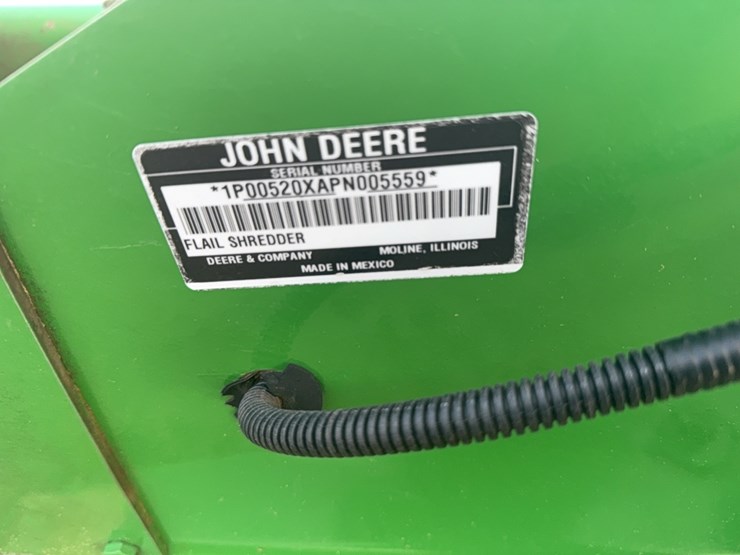 JOHN DEERE
SERIAL NUMBER
*1P00520XAPN005559*
FLAIL SHREDDER
DEERE & COMPANY MOLINE, ILLINOIS
MADE IN MEXICO